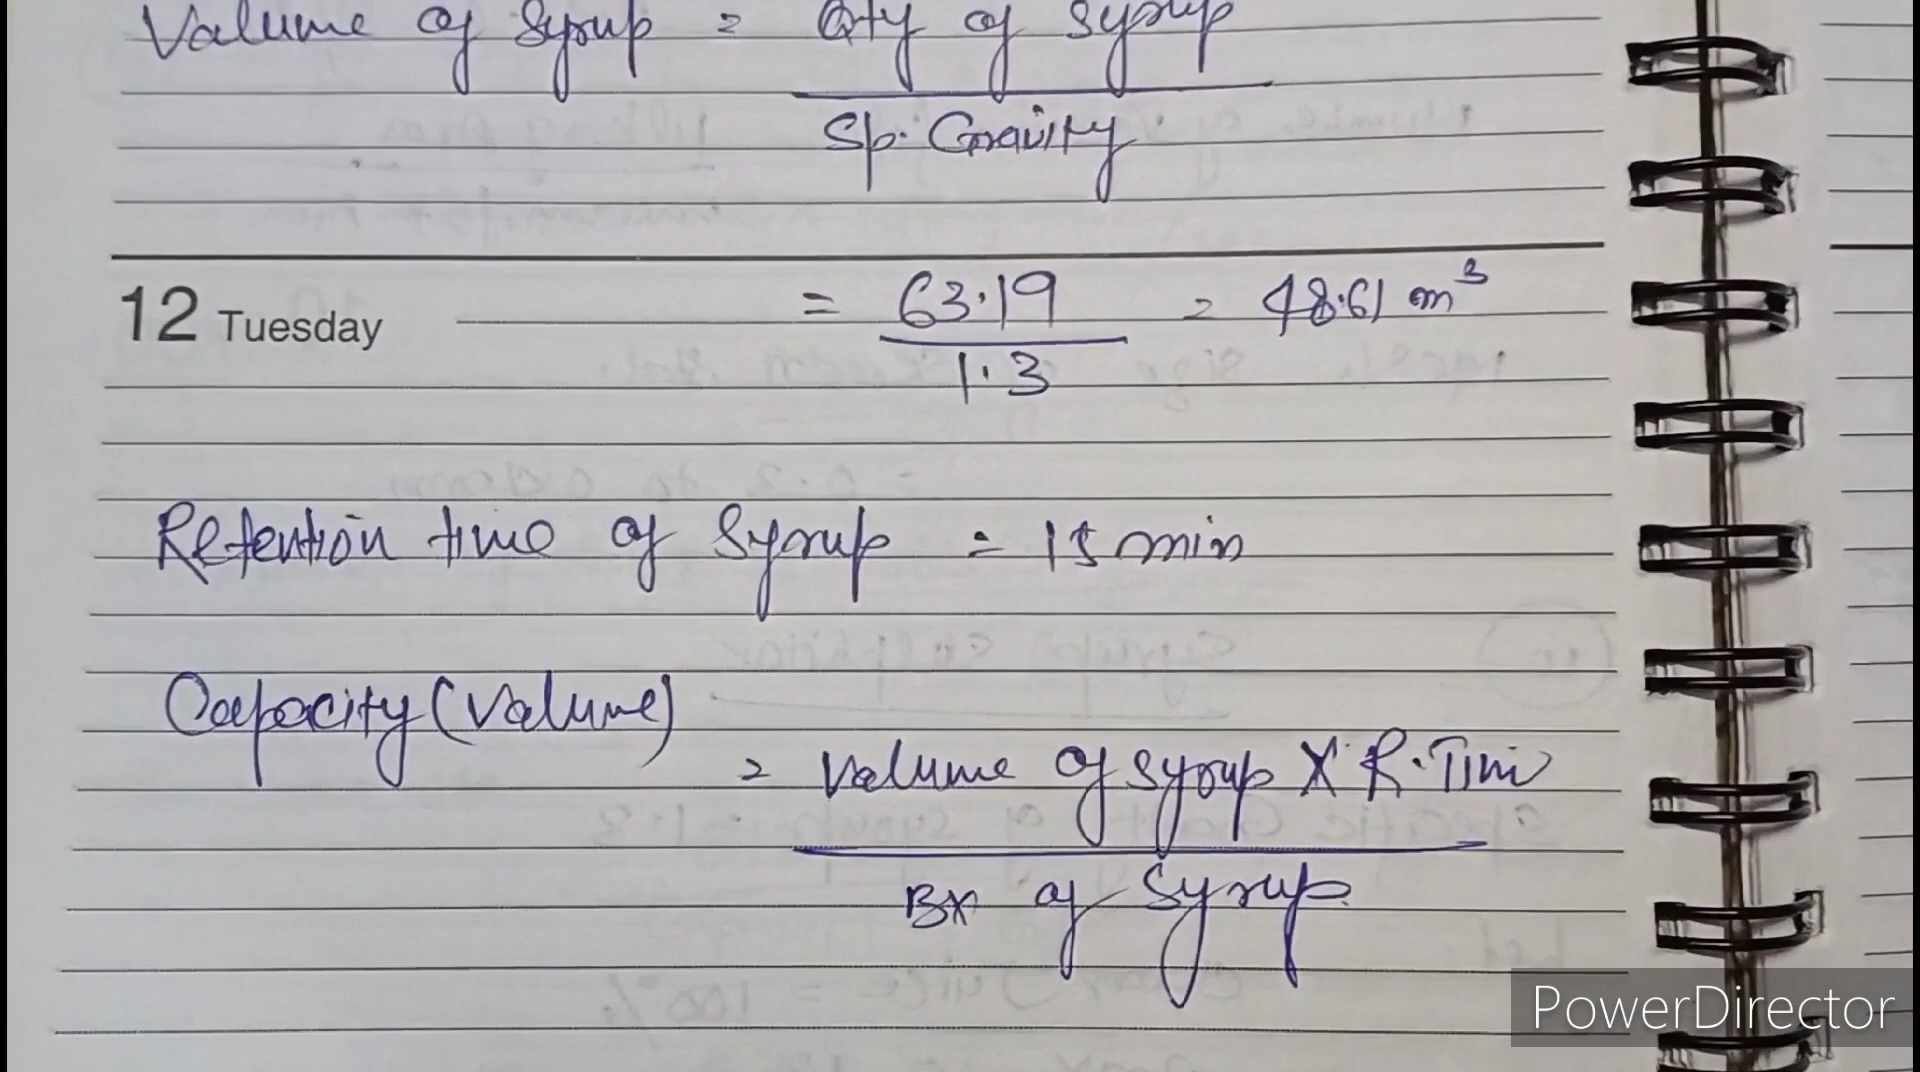 Volume of Syrup = Qty of Syrup
Sp. Gravity
12 Tuesday = 63.19 = 48.61 m³
1.3
Retention time of Syrup = 15 min
Capacity (Volume)
= Volume of Syrup X R. Time
Bx of Syrup
PowerDirector